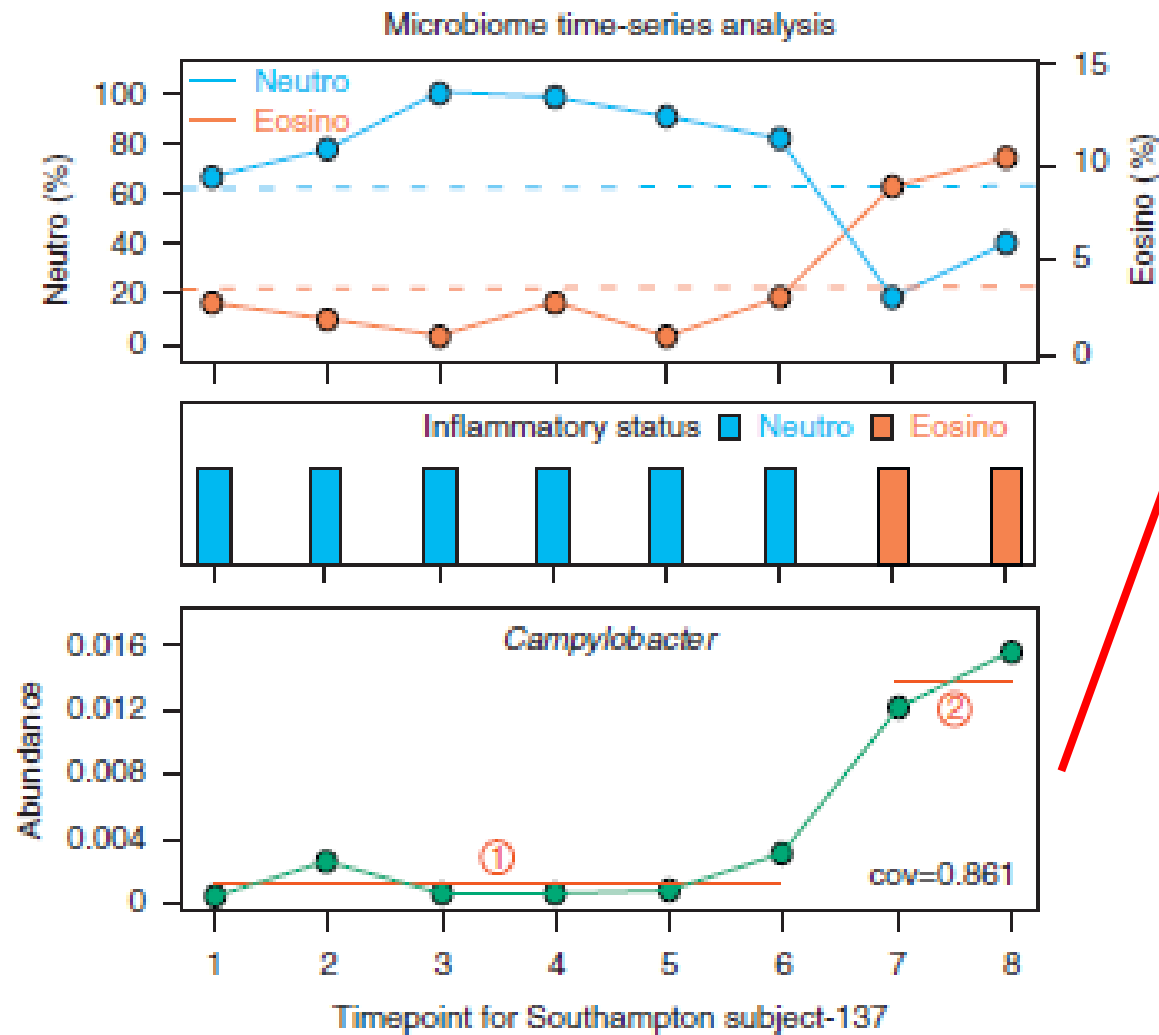 Microbiome time-series analysis
Neutro
Eosino
Neutro (%)
100
80
60
40
20
0
15
10
5
0
Eosino (%)
Inflammatory status Neutro Eosino
Campylobacter
Abundance
0.016
0.012
0.008
0.004
0
①
②
cov=0.861
1 2 3 4 5 6 7 8
Timepoint for Southampton subject-137